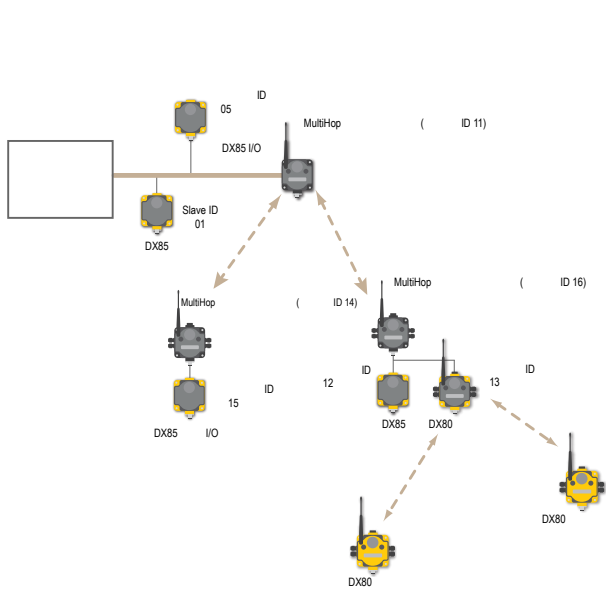 ID
05
MultiHop ( ID 11)
DX85 I/O
Slave ID
01
DX85
MultiHop ( ID 16)
MultiHop ( ID 14)
ID
12
ID
13
ID
15
DX85 I/O
DX85
DX80
DX80
DX80